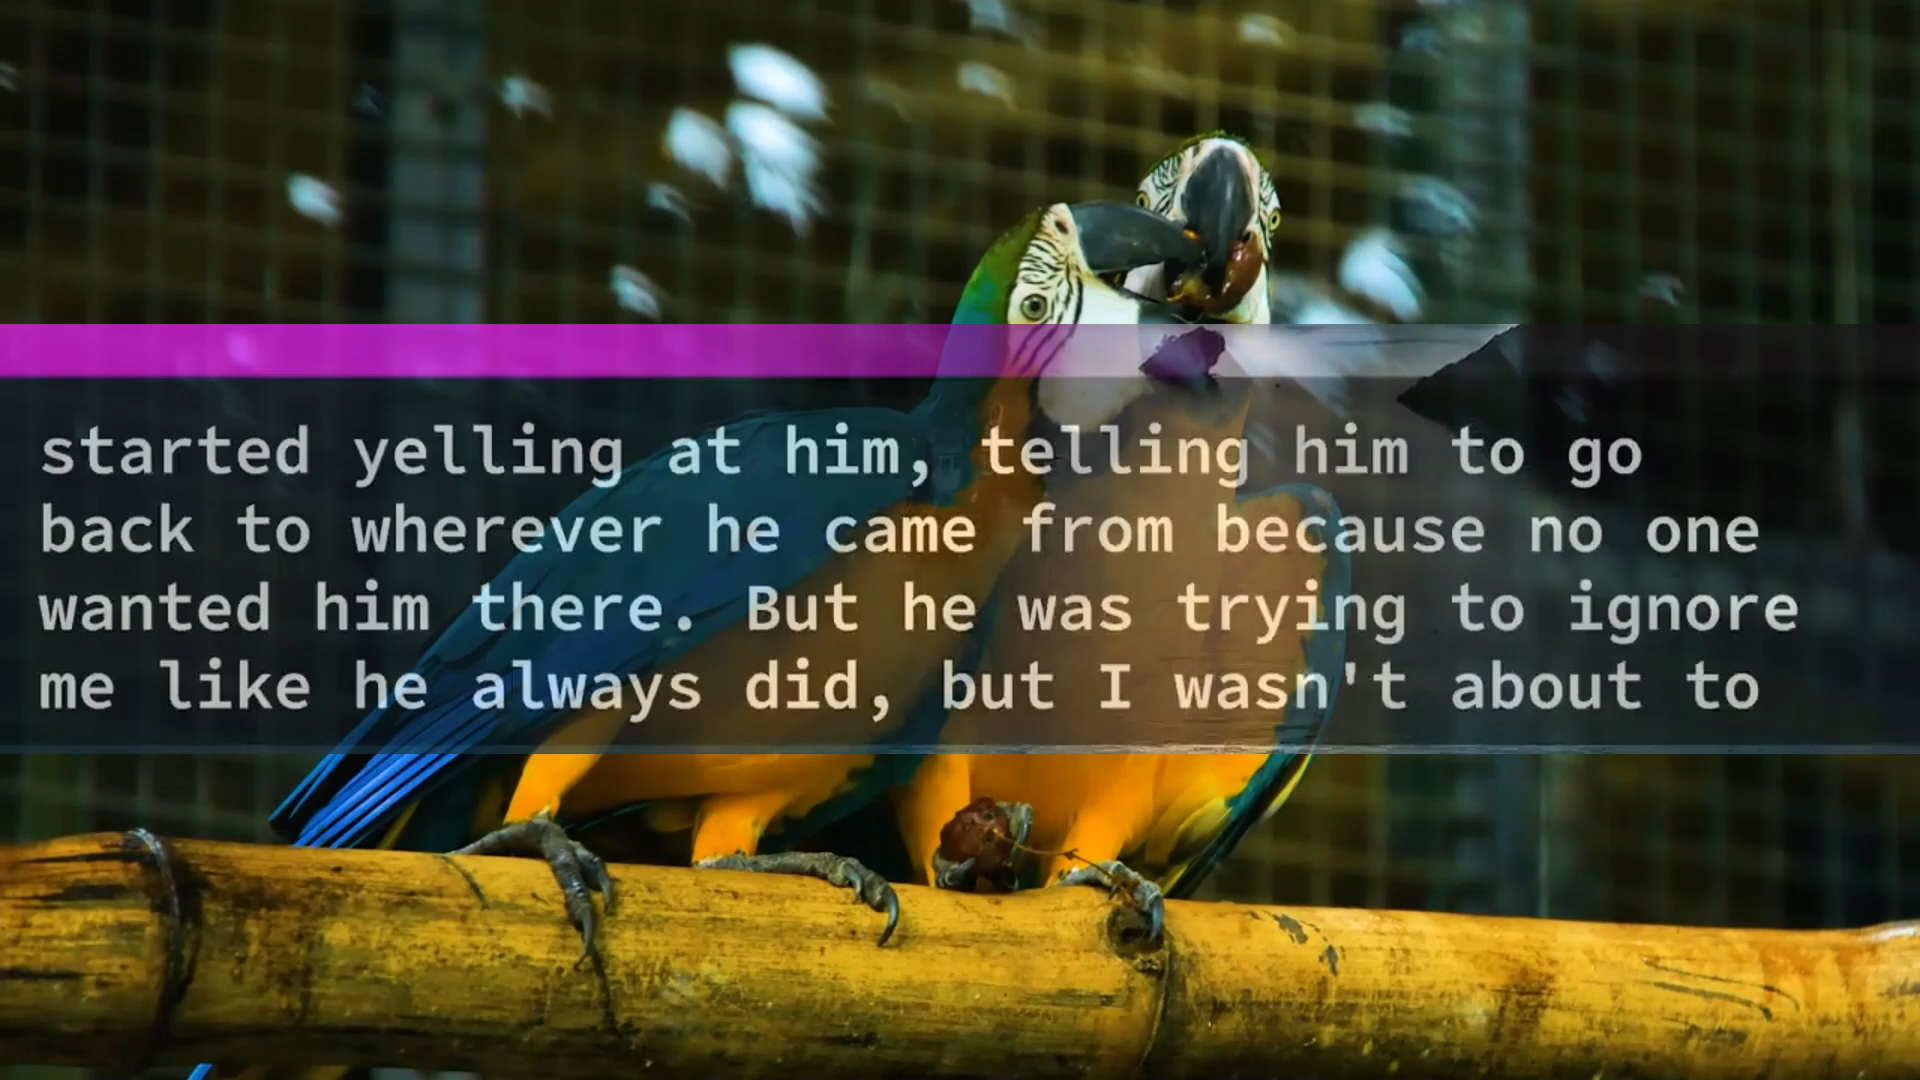 started yelling at him, telling him to go
back to wherever he came from because no one
wanted him there. But he was trying to ignore
me like he always did, but I wasn't about to